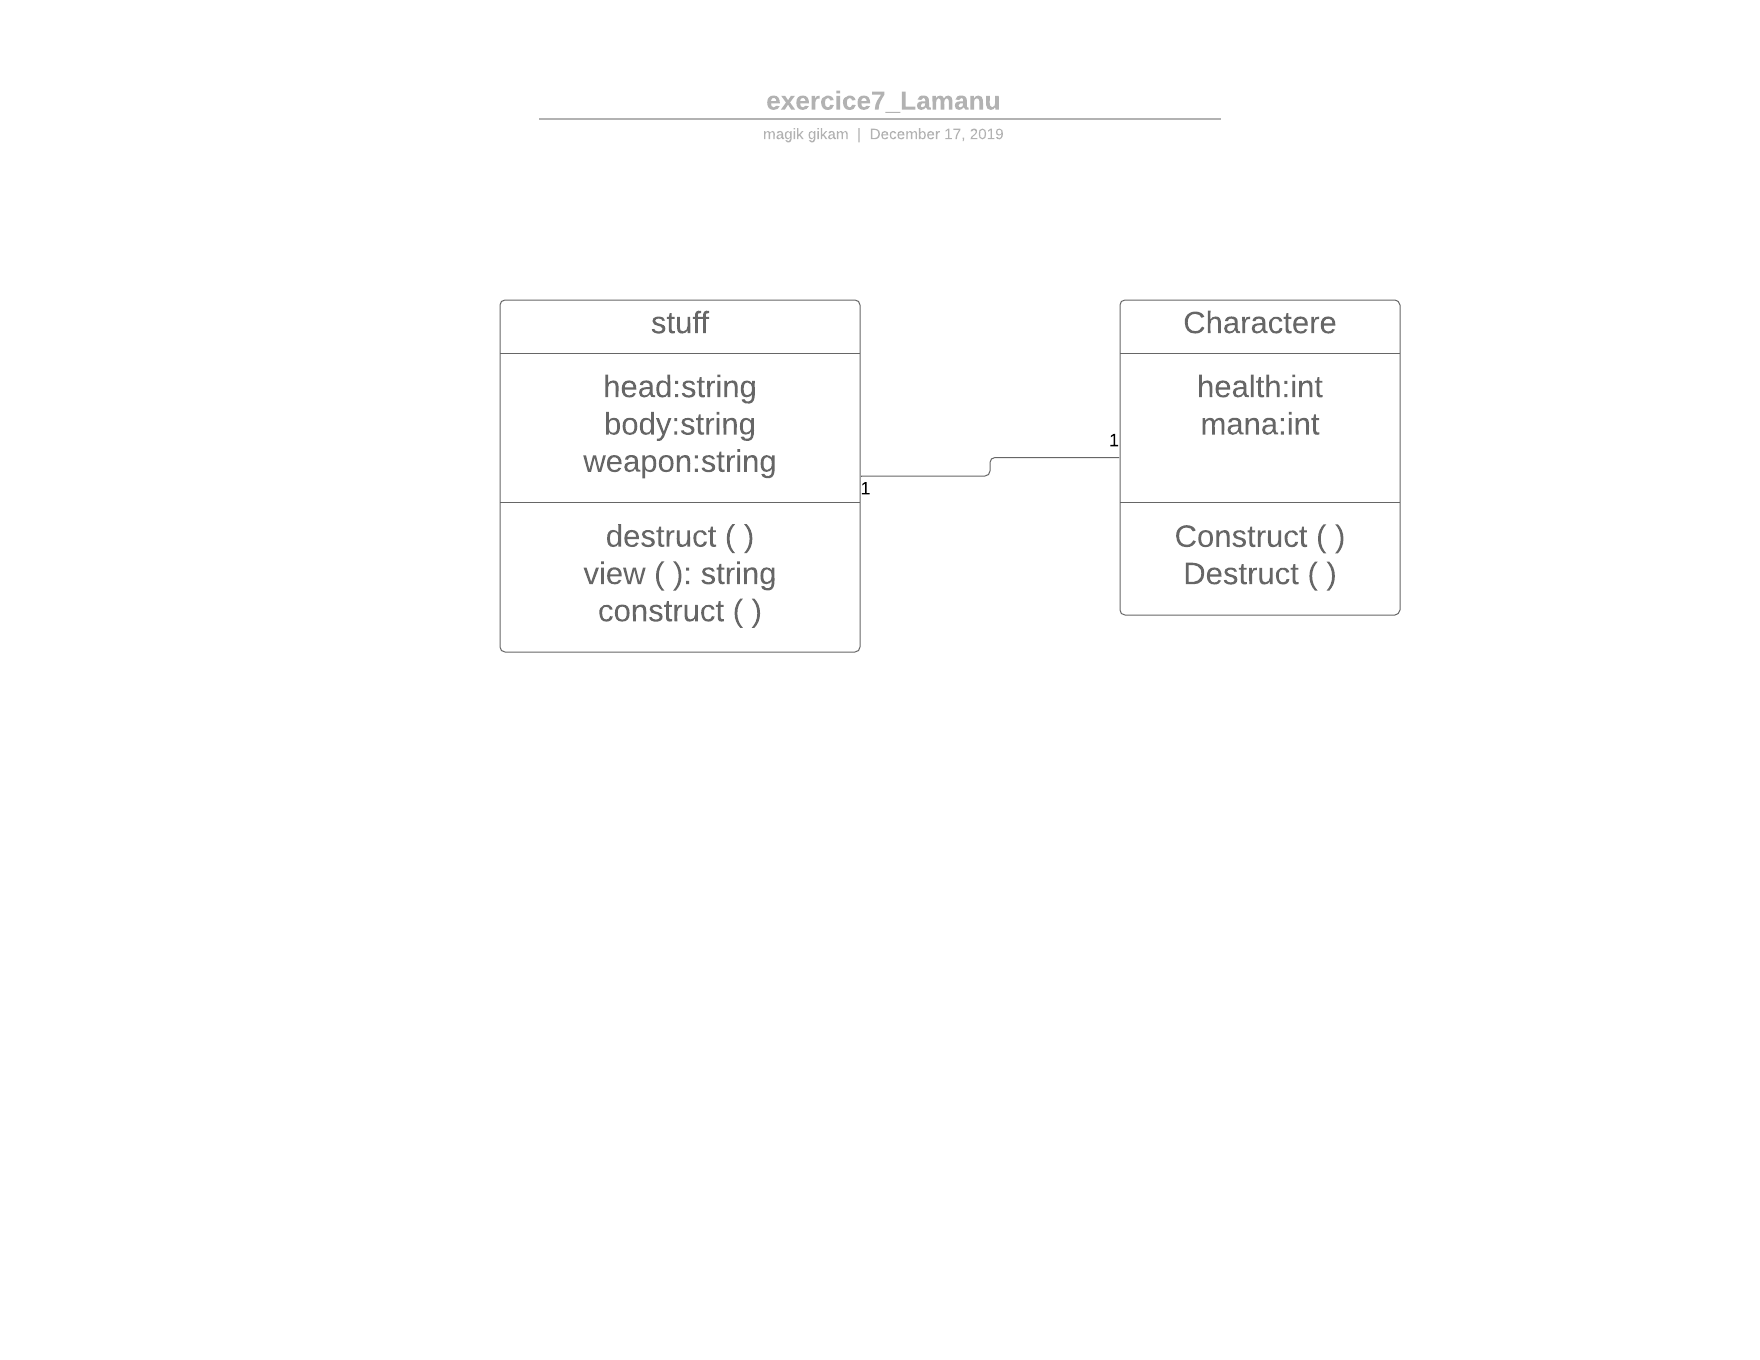 exercice7_Lamanu
magik gikam | December 17, 2019
stuff
head:string
body:string
weapon:string
destruct ( )
view ( ): string
construct ( )
1
1
Charactere
health:int
mana:int
Construct ( )
Destruct ( )